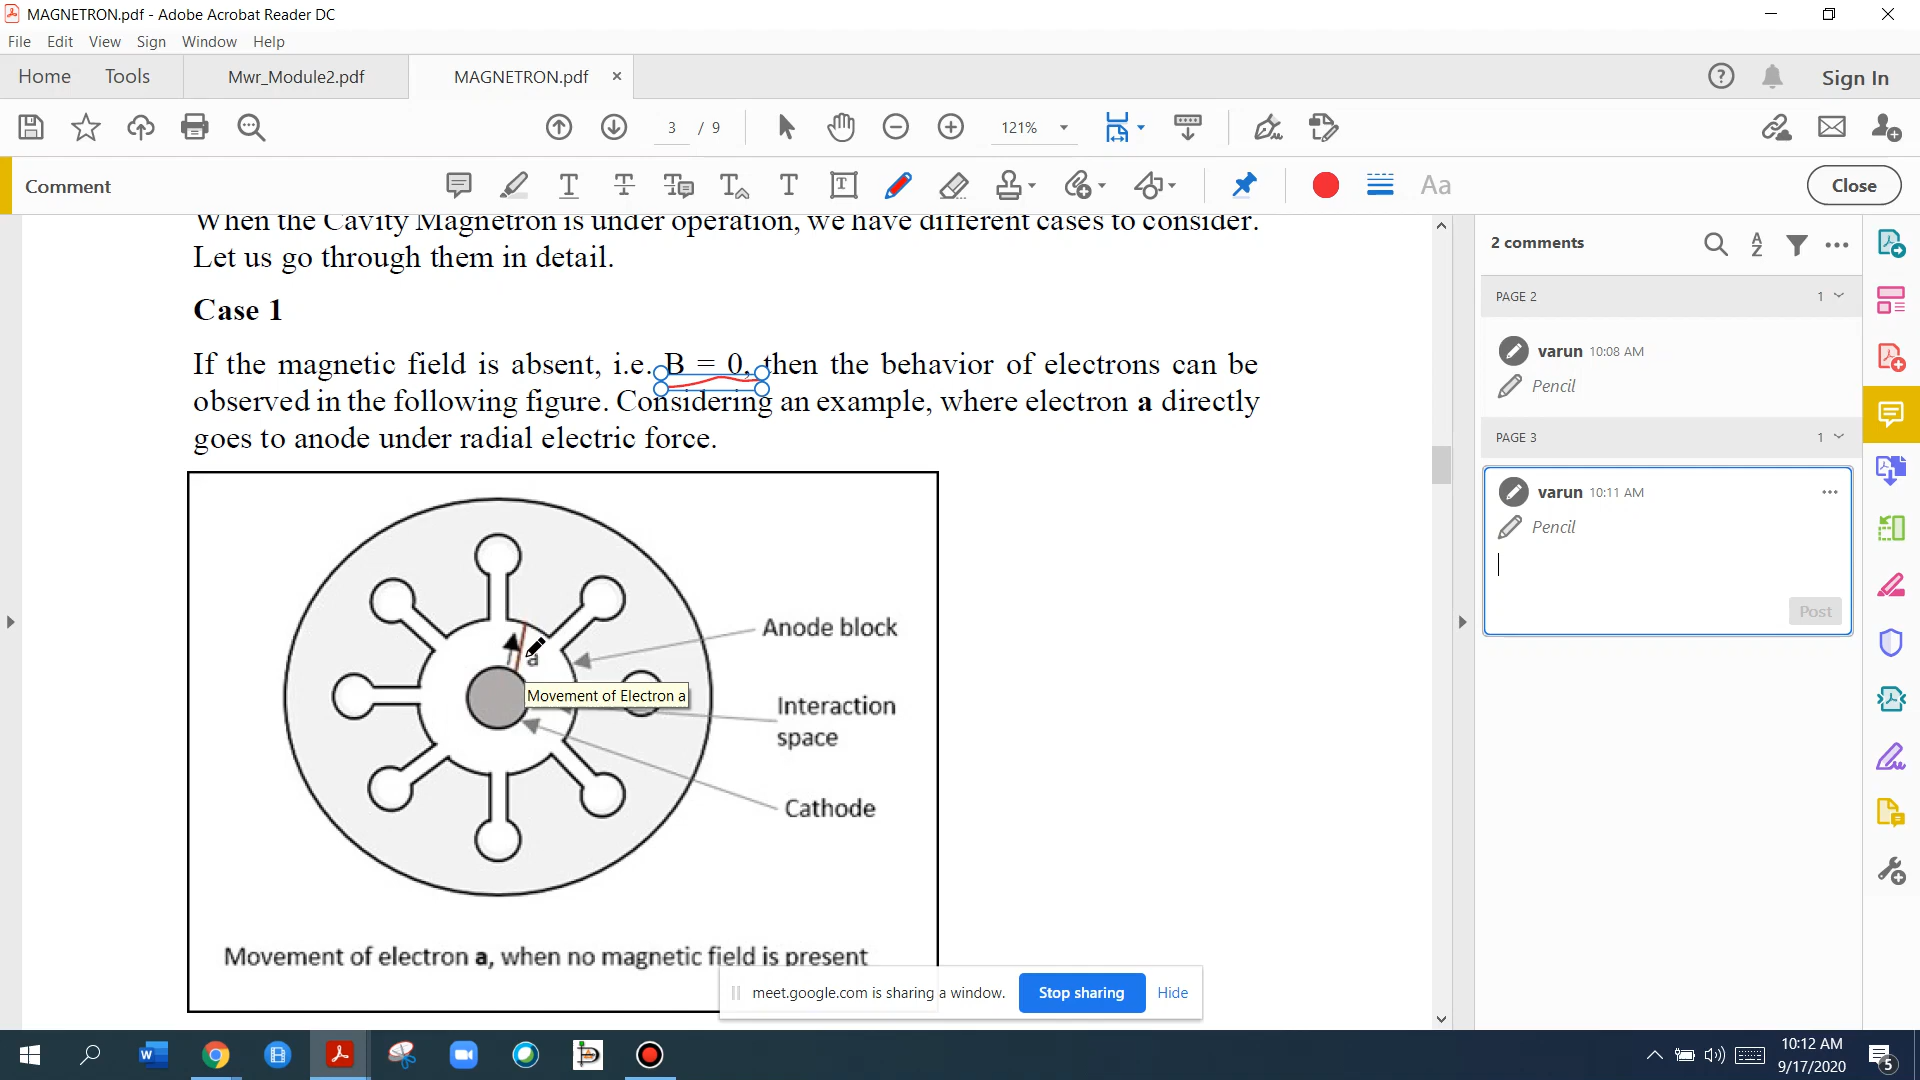 MAGNETRON.pdf - Adobe Acrobat Reader DC
File Edit View Sign Window Help
Home Tools Mwr_Module2.pdf MAGNETRON.pdf × ? Sign In
3 / 9 121%
Comment T T T T T Aa Close
When the Cavity Magnetron is under operation, we have different cases to consider.
Let us go through them in detail.
Case 1
If the magnetic field is absent, i.e. B = 0, then the behavior of electrons can be
observed in the following figure. Considering an example, where electron a directly
goes to anode under radial electric force.
a
Movement of Electron a
Anode block
Interaction
space
Cathode
Movement of electron a, when no magnetic field is present
2 comments A Z
PAGE 2 1
varun 10:08 AM
Pencil
PAGE 3 1
varun 10:11 AM
Pencil
Post
meet.google.com is sharing a window. Stop sharing Hide
10:12 AM
9/17/2020
5